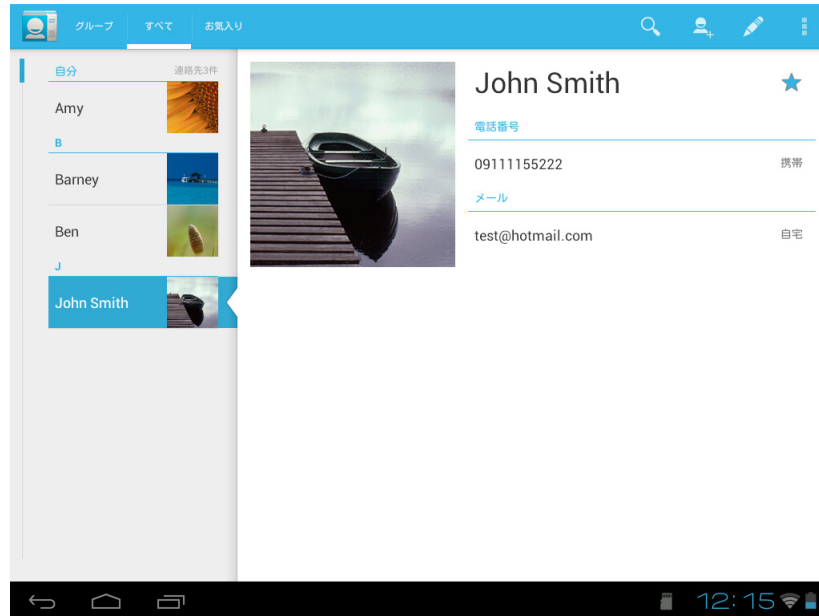 グループ すべて お気入り
自分 連絡先3件
Amy
B
Barney
Ben
J
John Smith
John Smith
電話番号
09111155222 携帯
メール
test@hotmail.com 自宅
12:15